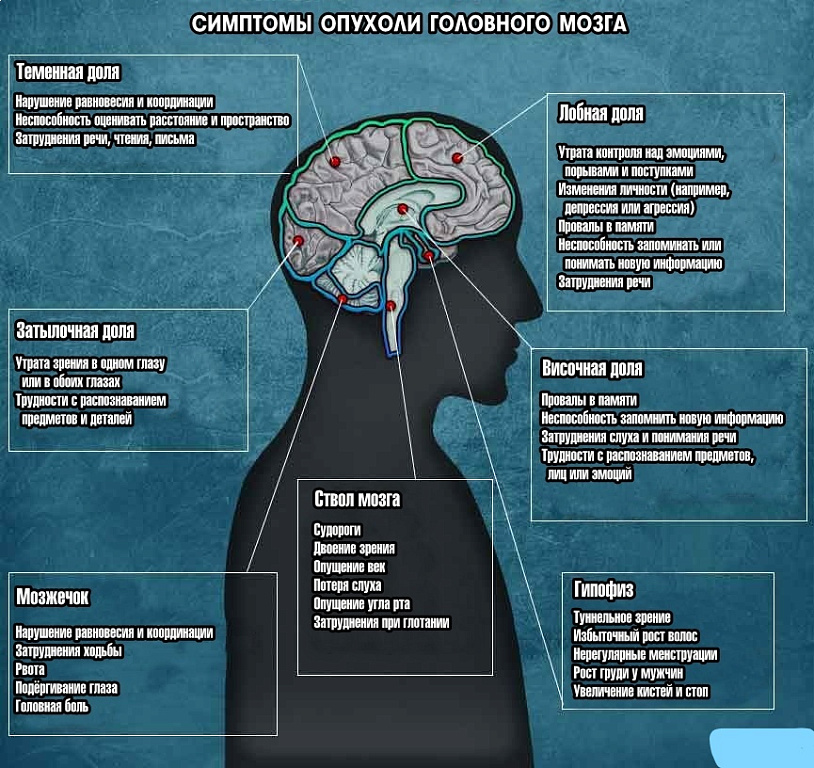 СИМПТОМЫ ОПУХОЛИ ГОЛОВНОГО МОЗГА
Теменная доля
Нарушение равновесия и координации
Неспособность оценивать расстояние и пространство
Затруднения речи, чтения, письма
Лобная доля
Утрата контроля над эмоциями,
порывами и поступками
Изменения личности (например,
депрессия или агрессия)
Провалы в памяти
Неспособность запоминать или
понимать новую информацию
Затруднения речи
Затылочная доля
Утрата зрения в одном глазу
или в обоих глазах
Трудности с распознаванием
предметов и деталей
Височная доля
Провалы в памяти
Неспособность запомнить новую информацию
Затруднения слуха и понимания речи
Трудности с распознаванием предметов,
лиц или эмоций
Ствол мозга
Судороги
Двоение зрения
Опущение век
Потеря слуха
Опущение угла рта
Затруднения при глотании
Мозжечок
Нарушение равновесия и координации
Затруднения ходьбы
Рвота
Подёргивание глаза
Головная боль
Гипофиз
Туннельное зрение
Избыточный рост волос
Нерегулярные менструации
Рост груди у мужчин
Увеличение кистей и стоп